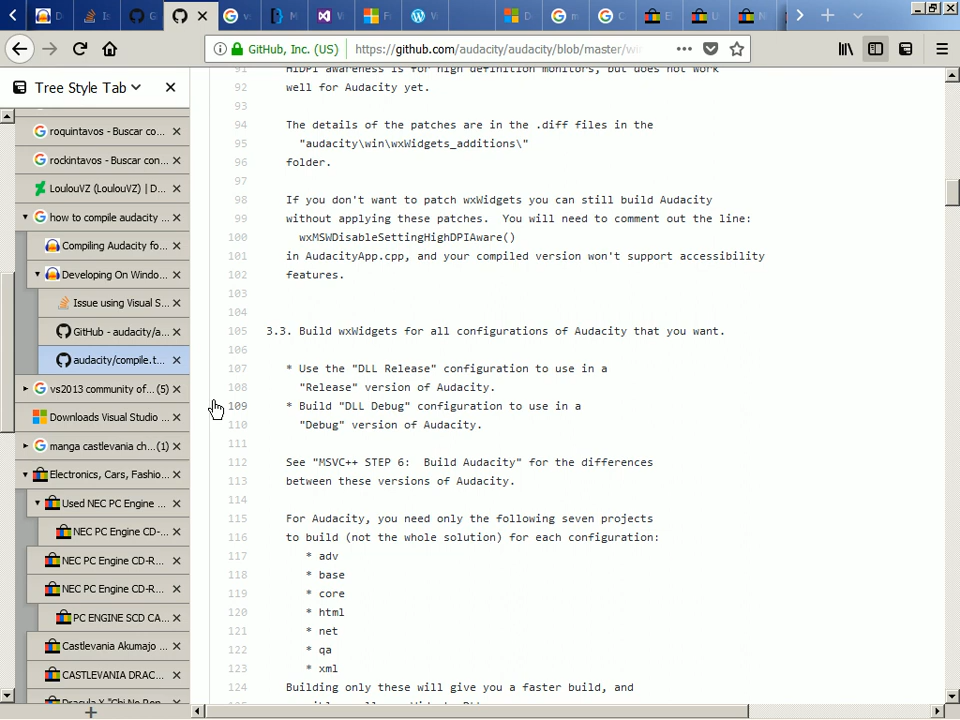 GitHub, Inc. (US)
https://github.com/audacity/audacity/blob/master/wi
Tree Style Tab
roquintavos - Buscar co...
rockintavos - Buscar con...
LoulouVZ (LoulouVZ) | D...
how to compile audacity ...
Compiling Audacity fo...
Developing On Windo...
Issue using Visual S...
GitHub - audacity/a...
audacity/compile.t...
vs2013 community of... (5)
Downloads Visual Studio ...
manga castlevania ch... (1)
Electronics, Cars, Fashio...
Used NEC PC Engine ...
NEC PC Engine CD-...
NEC PC Engine CD-R...
NEC PC Engine CD-R...
PC ENGINE SCD CA...
Castlevania Akumajo ...
CASTLEVANIA DRAC...
Dracula X "Chi No Ron...
91 HiDPI awareness is for high definition monitors, but does not work
92 well for Audacity yet.
93
94 The details of the patches are in the .diff files in the
95 "audacity\win\wxWidgets_additions\"
96 folder.
97
98 If you don't want to patch wxWidgets you can still build Audacity
99 without applying these patches. You will need to comment out the line:
100 wxMSWDisableSettingHighDPIAware()
101 in AudacityApp.cpp, and your compiled version won't support accessibility
102 features.
103
104
105 3.3. Build wxWidgets for all configurations of Audacity that you want.
106
107 * Use the "DLL Release" configuration to use in a
108 "Release" version of Audacity.
109 * Build "DLL Debug" configuration to use in a
110 "Debug" version of Audacity.
111
112 See "MSVC++ STEP 6: Build Audacity" for the differences
113 between these versions of Audacity.
114
115 For Audacity, you need only the following seven projects
116 to build (not the whole solution) for each configuration:
117 * adv
118 * base
119 * core
120 * html
121 * net
122 * qa
123 * xml
124 Building only these will give you a faster build, and